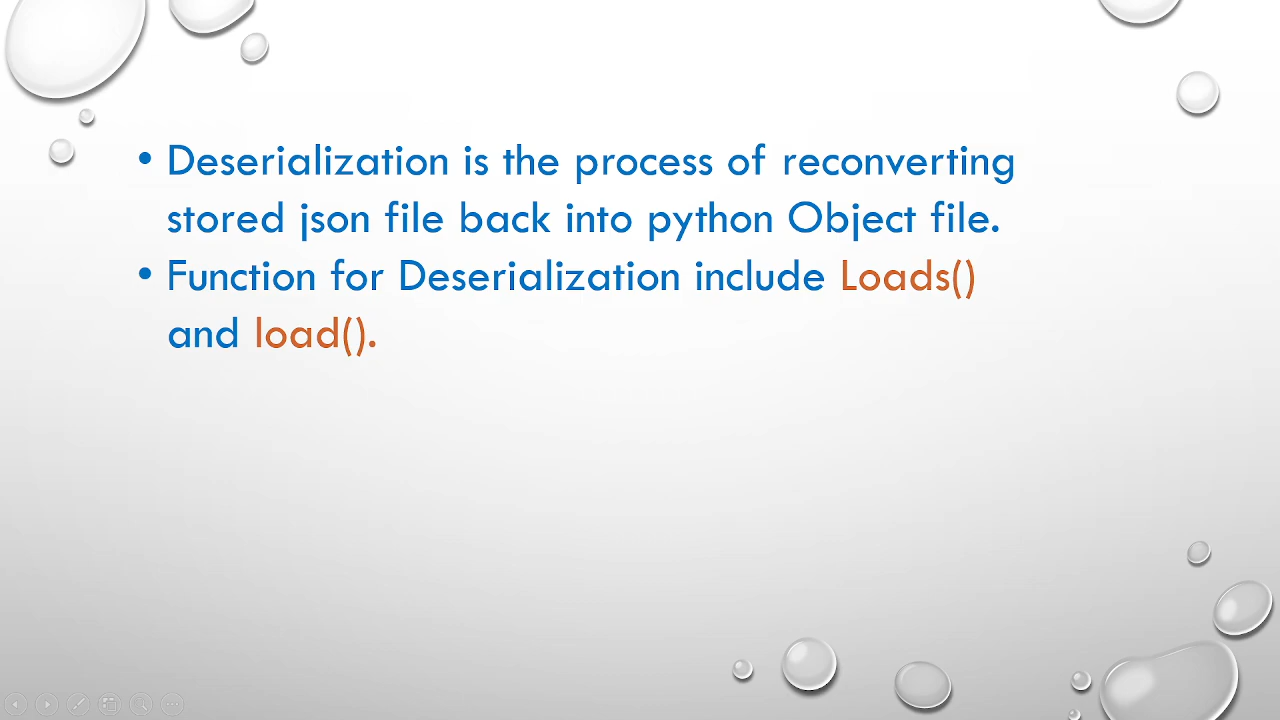 • Deserialization is the process of reconverting
stored json file back into python Object file.
• Function for Deserialization include Loads()
and load().